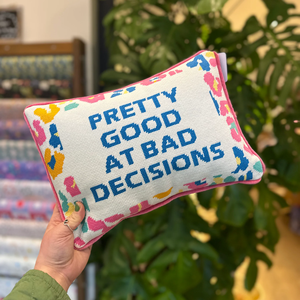 PRETTY
GOOD
AT BAD
DECISIONS